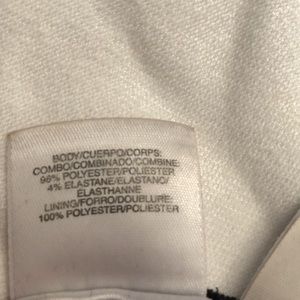 BODY/CUERPO/CORPS:
COMBO/COMBINADO/COMBINE:
96% POLYESTER/POLIESTER
4% ELASTANE/ELASTANO/
ELASTHANNE
LINING/FORRO/DOUBLURE:
100% POLYESTER/POLIESTER